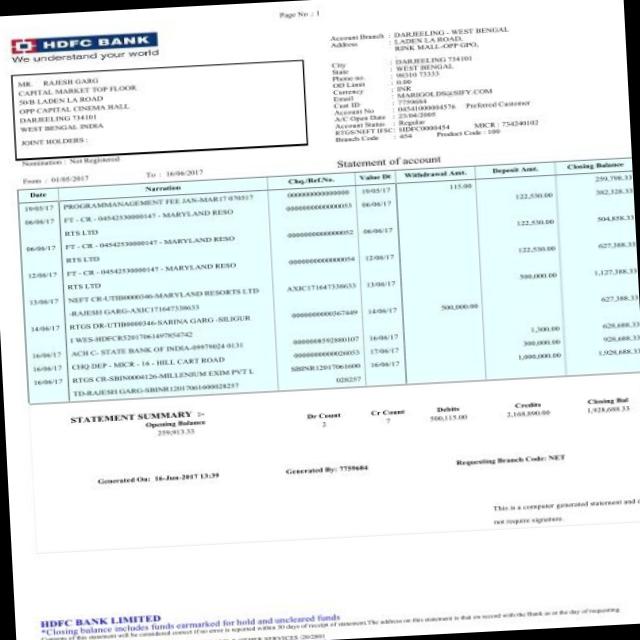 Page No : 1
HDFC BANK
We understand your world
MR. RAJESH GARG
CAPITAL MARKET TOP FLOOR
50/B LADEN LA ROAD
OPP CAPITAL CINEMA HALL
DARJEELING 734101
WEST BENGAL INDIA
JOINT HOLDERS :
Account Branch : DARJEELING - WEST BENGAL
Address : LADEN LA ROAD,
RINK MALL-OPP GPO,
City : DARJEELING 734101
State : WEST BENGAL
Phone no. : 98310 73333
OD Limit : 0.00
Currency : INR
Email : MARIGOLDS@SIFY.COM
Cust ID : 7759684
Account No : 04541000004576 Preferred Customer
A/C Open Date : 23/04/2005
Account Status : Regular
RTGS/NEFT IFSC: HDFC0000454 MICR : 734240102
Branch Code : 454 Product Code : 100
Nomination : Not Registered
From : 01/05/2017 To : 16/06/2017
Statement of account
Date Narration Chq./Ref.No. Value Dt Withdrawal Amt. Deposit Amt. Closing Balance
19/05/17 PROGRAMMANAGEMENT FEE JAN-MAR17 070517 000000000000000 19/05/17 115.00 259,798.33
06/06/17 FT - CR - 04542530000147 - MARYLAND RESO 0000000000000053 06/06/17 122,530.00 382,328.33
RTS LTD
06/06/17 FT - CR - 04542530000147 - MARYLAND RESO 0000000000000052 06/06/17 122,530.00 504,858.33
RTS LTD
12/06/17 FT - CR - 04542530000147 - MARYLAND RESO 0000000000000054 12/06/17 122,530.00 627,388.33
RTS LTD
13/06/17 NEFT CR-UTIB0000346-MARYLAND RESORTS LTD AXIC171647338633 13/06/17 500,000.00 1,127,388.33
-RAJESH GARG-AXIC171647338633
14/06/17 RTGS DR-UTIB0000346-SARINA GARG -SILIGUR 0000000000367449 14/06/17 500,000.00 627,388.33
I WES-HDFCR52017061497854742
16/06/17 ACH C- STATE BANK OF INDIA-09979024 0131 0000008592880107 16/06/17 1,300.00 628,688.33
16/06/17 CHQ DEP - MICR - 16 - HILL CART ROAD 0000000000026053 17/06/17 300,000.00 928,688.33
16/06/17 RTGS CR-SBIN0004126-MILLENIUM EXIM PVT L SBINR12017061600 16/06/17 1,000,000.00 1,928,688.33
TD-RAJESH GARG-SBINR12017061600028257 028257
STATEMENT SUMMARY :-
Opening Balance Dr Count Cr Count Debits Credits Closing Bal
259,913.33 2 7 500,115.00 2,168,890.00 1,928,688.33
Generated On: 16-Jun-2017 13:39 Generated By: 7759684 Requesting Branch Code: NET
This is a computer generated statement and
not require signature.
HDFC BANK LIMITED
*Closing balance includes funds earmarked for hold and uncleared funds
Contents of this statement will be considered correct if no error is reported within 30 days of receipt of statement.The address on this statement is that on record with the Bank as at the day of requesting